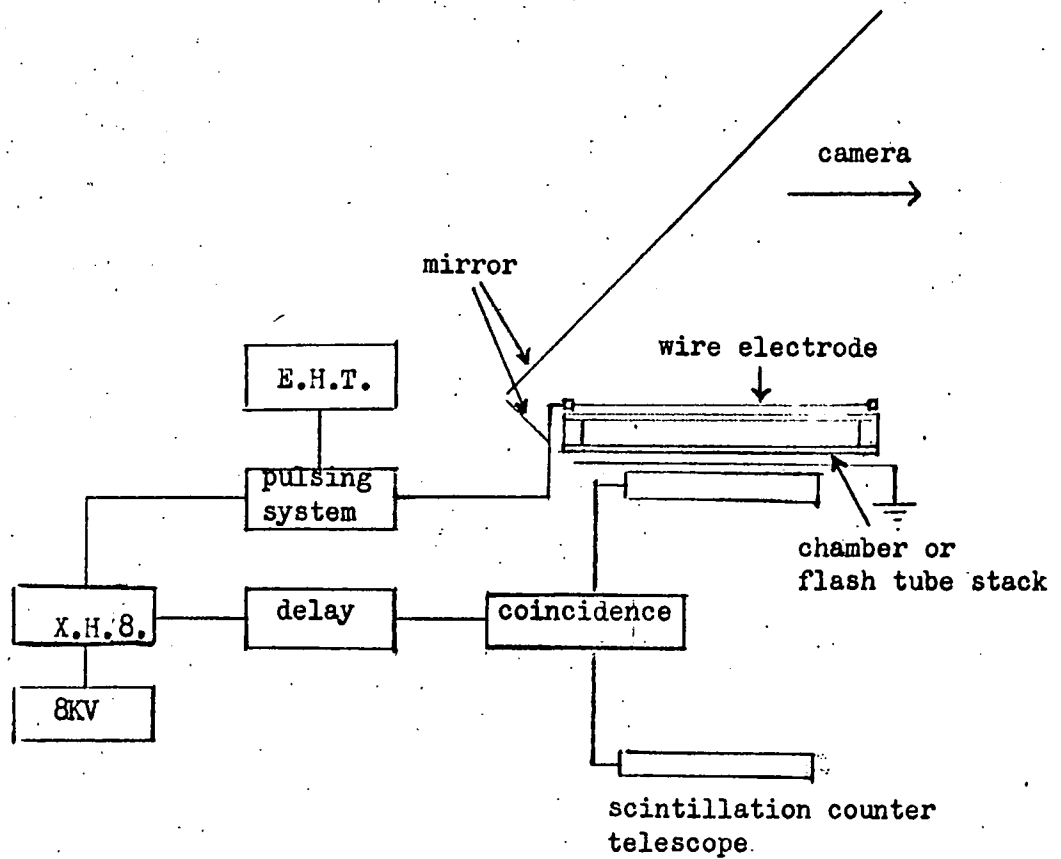 camera
mirror
wire electrode
E.H.T.
pulsing
system
chamber or
flash tube stack
X.H.8.
delay
coincidence
8KV
scintillation counter
telescope.